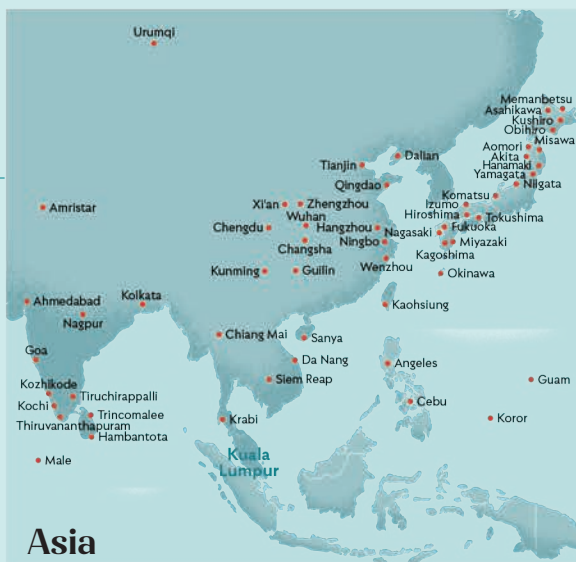 Urumqi
Memanbetsu
Asahikawa
Kushiro
Obihiro
Misawa
Aomori
Akita
Hanamaki
Yamagata
Niigata
Dalian
Tianjin
Qingdao
Komatsu
Izumo
Hiroshima
Tokushima
Fukuoka
Nagasaki
Miyazaki
Kagoshima
Okinawa
Amristar
Xi'an
Zhengzhou
Wuhan
Chengdu
Hangzhou
Changsha
Ningbo
Wenzhou
Kunming
Guilin
Kaohsiung
Ahmedabad
Kolkata
Nagpur
Goa
Chiang Mai
Sanya
Da Nang
Siem Reap
Angeles
Guam
Cebu
Koror
Kozhikode
Tiruchirappalli
Kochi
Trincomalee
Thiruvananthapuram
Hambantota
Krabi
Male
Kuala
Lumpur
Asia